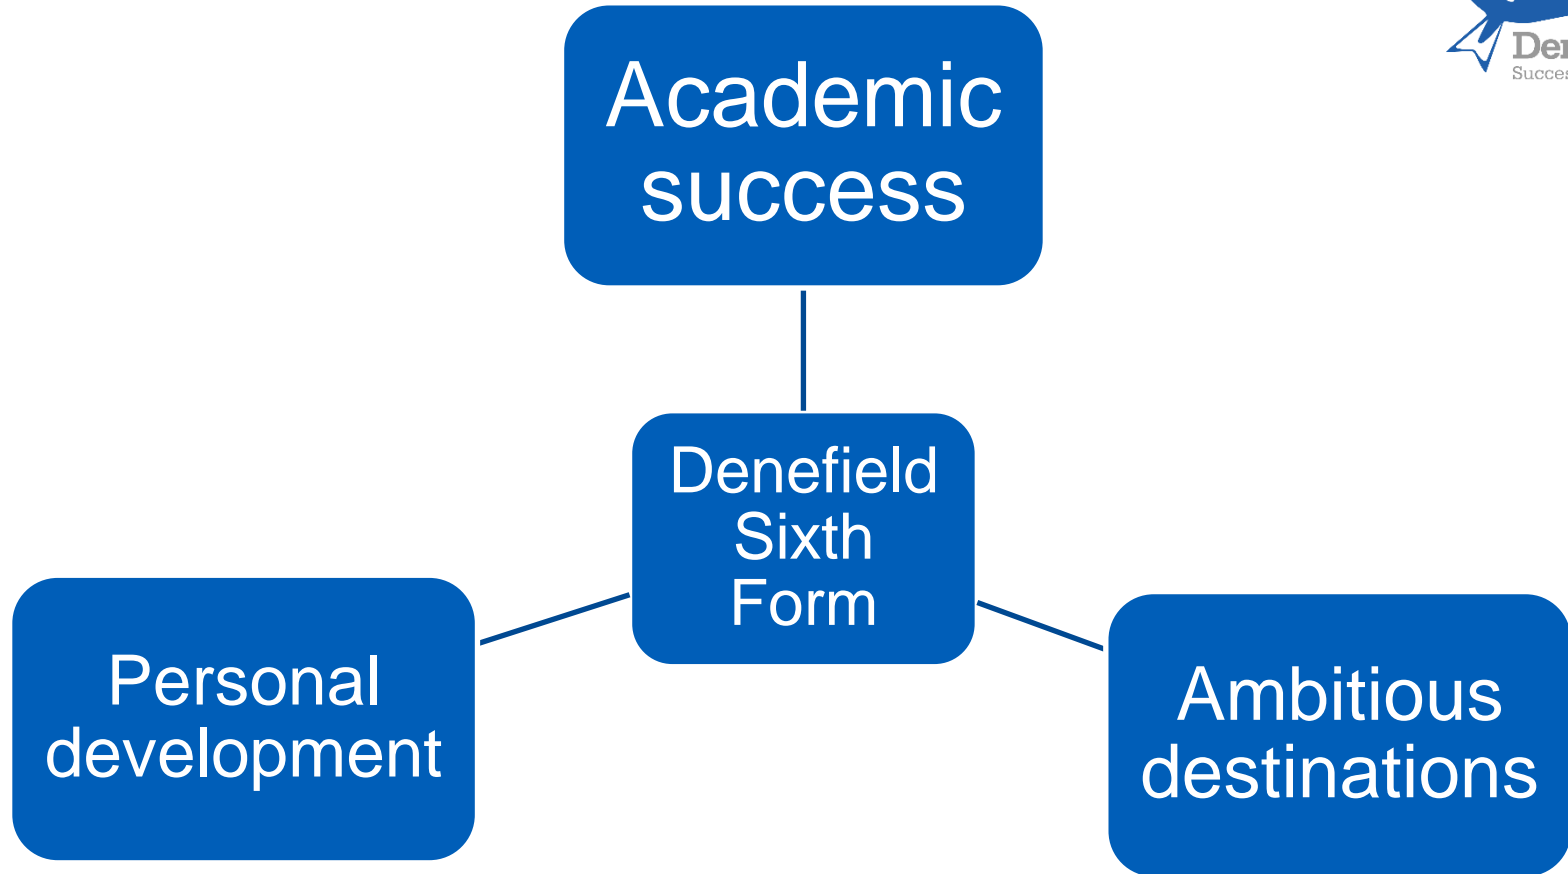 Academic
success
Denefield
Sixth
Form
Personal
development
Ambitious
destinations